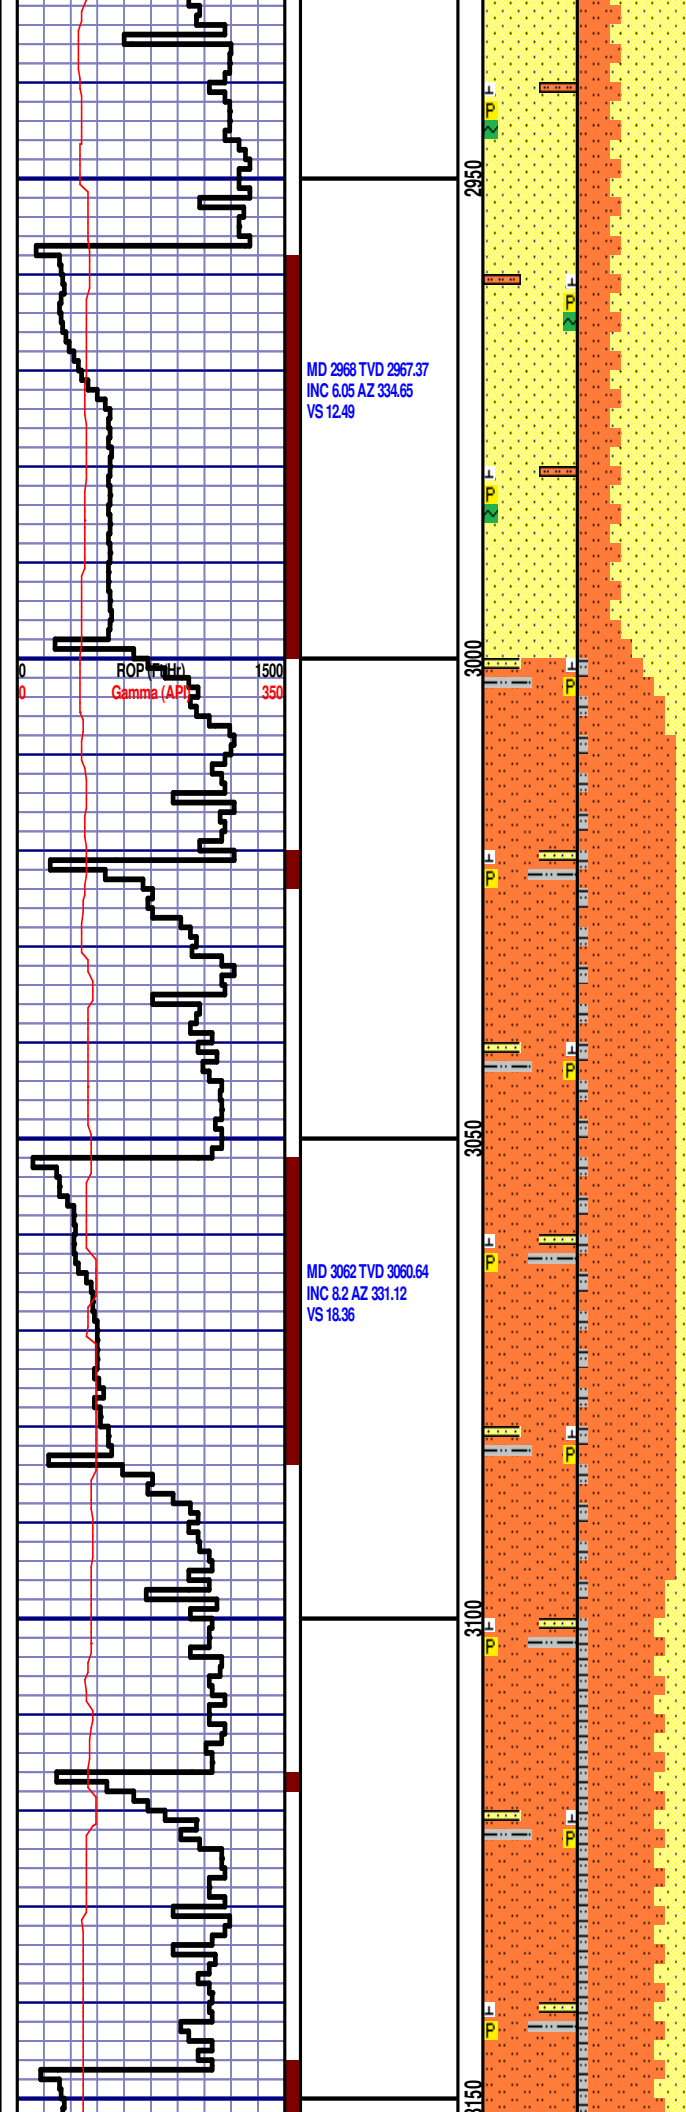 P
2950
P
MD 2968 TVD 2967.37
INC 6.05 AZ 334.65
VS 12.49
P
3000
0 ROP (Ft/Hr) 1500
0 Gamma (API) 350
P
P
P
3050
P
MD 3062 TVD 3060.64
INC 8.2 AZ 331.12
VS 18.36
P
3100
P
P
P
3150